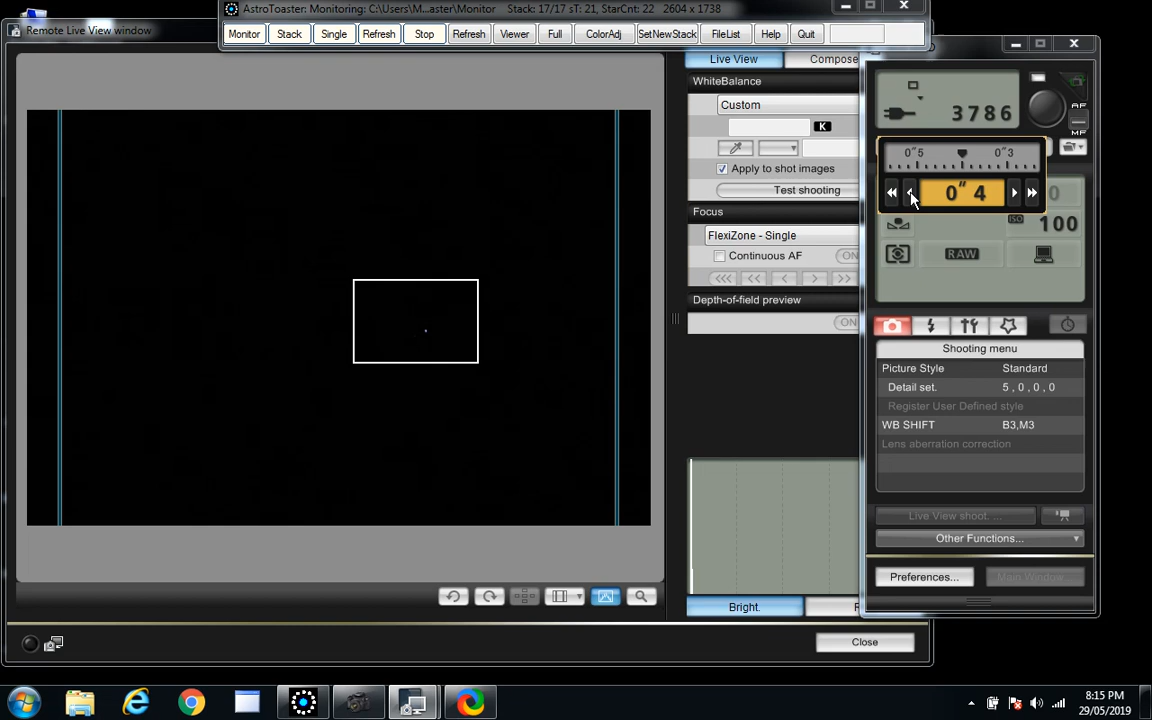 AstroToaster: Monitoring: C:\Users\M...aster\Monitor    Stack: 17/17 sT: 21, StarCnt: 22  2604 x 1738
Remote Live View window
Monitor Stack Single Refresh Stop Refresh Viewer Full ColorAdj SetNewStack FileList Help Quit
Live View Compose
WhiteBalance
Custom
K
Apply to shot images
Test shooting
Focus
FlexiZone - Single
Continuous AF ON
<<< << < > >>
Depth-of-field preview
ON
Bright.
Close
3786
AF
MF
0"5 0"3
0"4
0
ISO 100
RAW
Shooting menu
Picture Style Standard
Detail set. 5 , 0 , 0 , 0
Register User Defined style
WB SHIFT B3,M3
Lens aberration correction
Live View shoot. ...
Other Functions...
Preferences... Main Window...
8:15 PM
29/05/2019